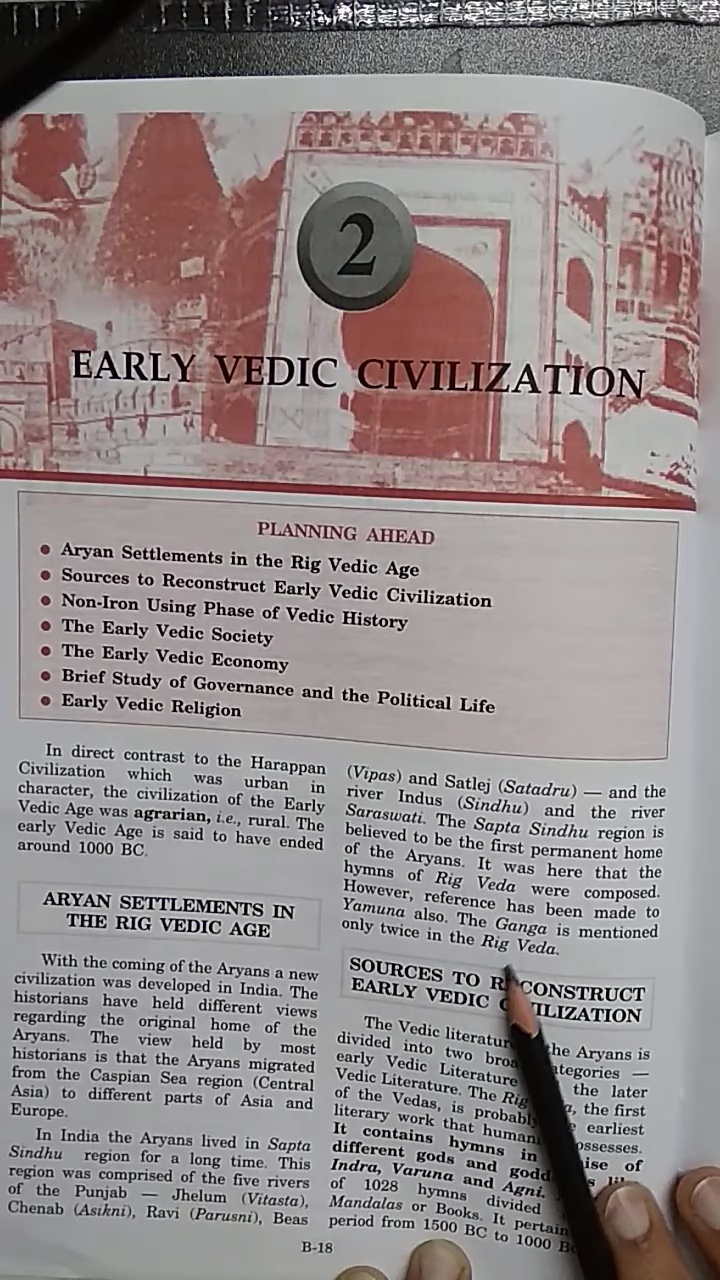 2
EARLY VEDIC CIVILIZATION
PLANNING AHEAD
● Aryan Settlements in the Rig Vedic Age
● Sources to Reconstruct Early Vedic Civilization
● Non-Iron Using Phase of Vedic History
● The Early Vedic Society
● The Early Vedic Economy
● Brief Study of Governance and the Political Life
● Early Vedic Religion
In direct contrast to the Harappan
Civilization which was urban in
character, the civilization of the Early
Vedic Age was agrarian, i.e., rural. The
early Vedic Age is said to have ended
around 1000 BC.
ARYAN SETTLEMENTS IN
THE RIG VEDIC AGE
With the coming of the Aryans a new
civilization was developed in India. The
historians have held different views
regarding the original home of the
Aryans. The view held by most
historians is that the Aryans migrated
from the Caspian Sea region (Central
Asia) to different parts of Asia and
Europe.
In India the Aryans lived in Sapta
Sindhu region for a long time. This
region was comprised of the five rivers
of the Punjab — Jhelum (Vitasta),
Chenab (Asikni), Ravi (Parusni), Beas
(Vipas) and Satlej (Satadru) — and the
river Indus (Sindhu) and the river
Saraswati. The Sapta Sindhu region is
believed to be the first permanent home
of the Aryans. It was here that the
hymns of Rig Veda were composed.
However, reference has been made to
Yamuna also. The Ganga is mentioned
only twice in the Rig Veda.
SOURCES TO RECONSTRUCT
EARLY VEDIC CIVILIZATION
The Vedic literature the Aryans is
divided into two categories —
early Vedic Literature the later
Vedic Literature. The Rig the first
of the Vedas, is probably earliest
literary work that
It contains hymns in of
different gods and
Indra, Varuna and Agni.
of 1028 hymns divided
Mandalas or Books. It
period from 1500 BC to 1000
B-18